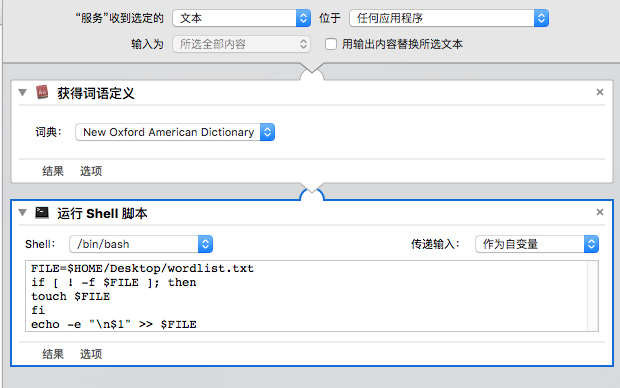 “服务”收到选定的 文本 位于 任何应用程序
输入为 所选全部内容 用输出内容替换所选文本
获得词语定义
词典: New Oxford American Dictionary
结果 选项
运行 Shell 脚本
Shell: /bin/bash 传递输入: 作为自变量
FILE=$HOME/Desktop/wordlist.txt
if [ ! -f $FILE ]; then
touch $FILE
fi
echo -e "\n$1" >> $FILE
结果 选项